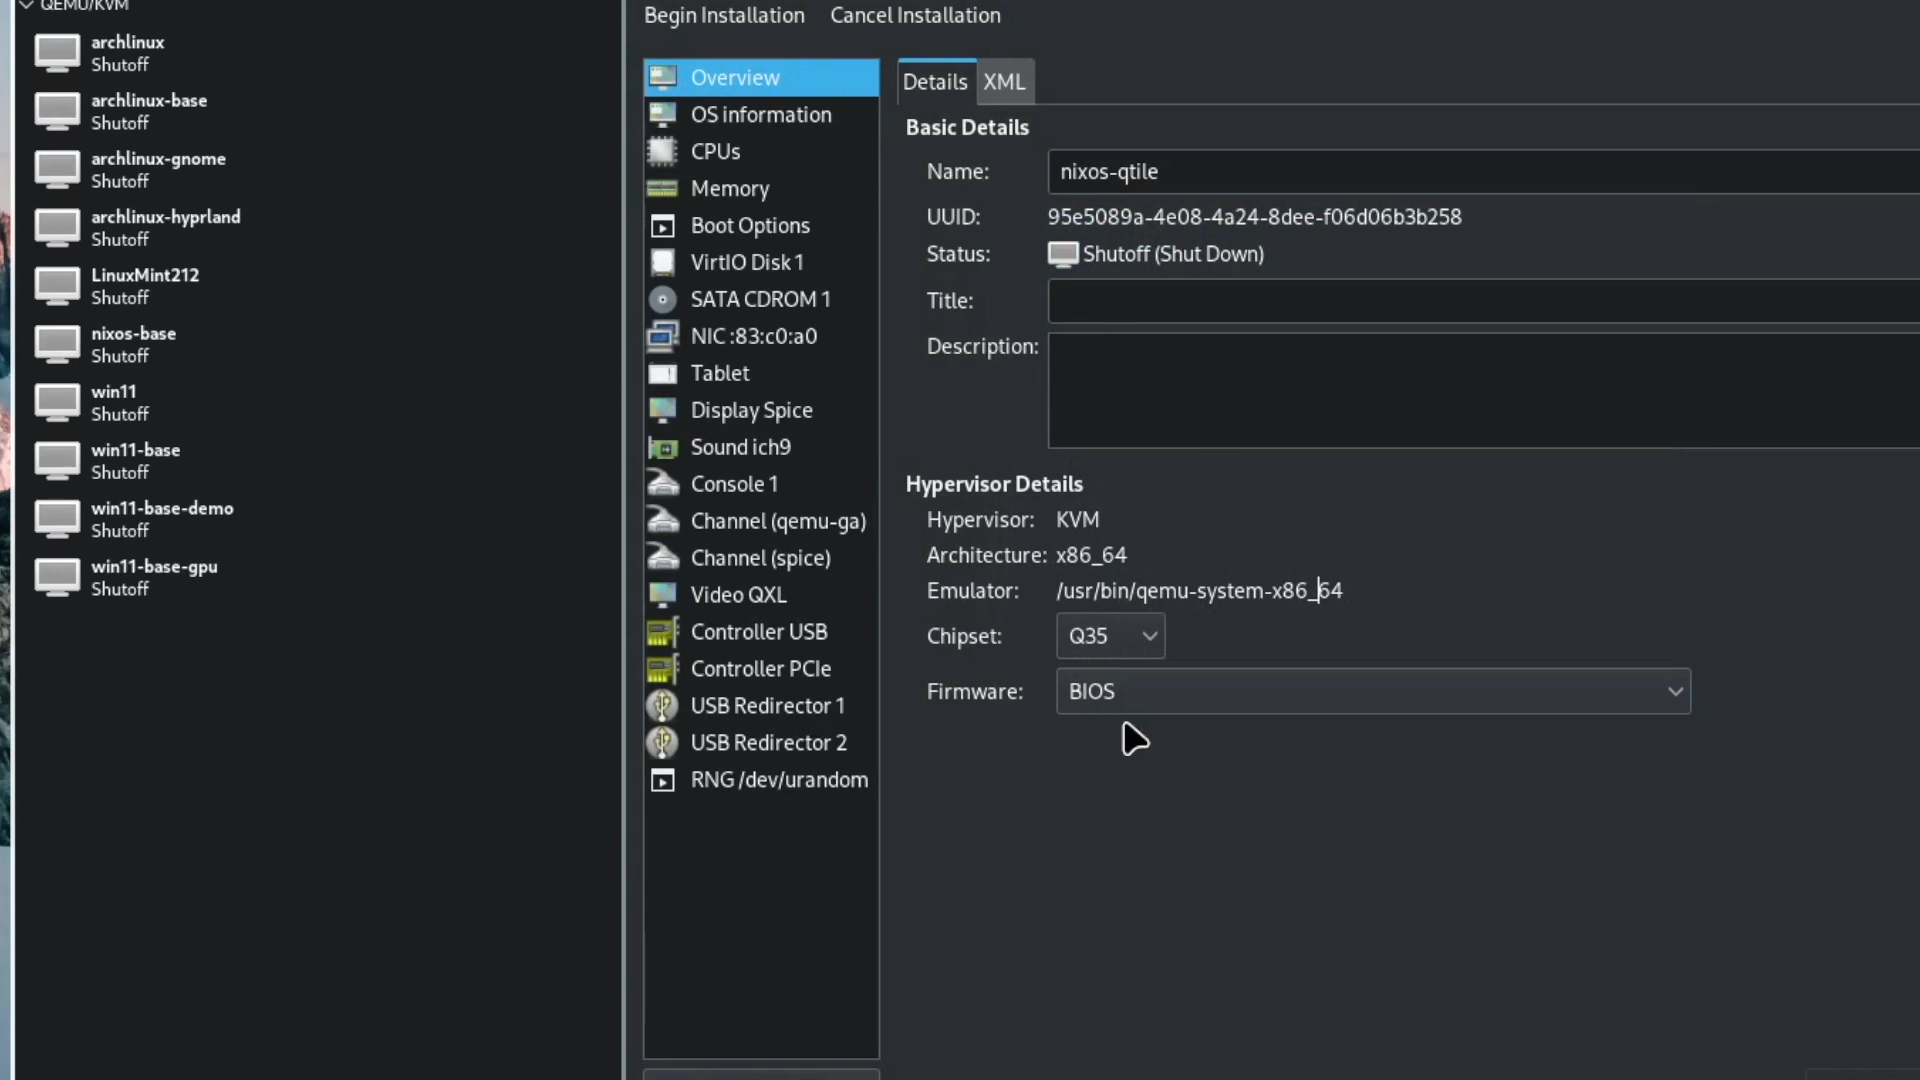 QEMU/KVM
archlinux
Shutoff
archlinux-base
Shutoff
archlinux-gnome
Shutoff
archlinux-hyprland
Shutoff
LinuxMint212
Shutoff
nixos-base
Shutoff
win11
Shutoff
win11-base
Shutoff
win11-base-demo
Shutoff
win11-base-gpu
Shutoff
Begin Installation Cancel Installation
Overview
OS information
CPUs
Memory
Boot Options
VirtIO Disk 1
SATA CDROM 1
NIC :83:c0:a0
Tablet
Display Spice
Sound ich9
Console 1
Channel (qemu-ga)
Channel (spice)
Video QXL
Controller USB
Controller PCIe
USB Redirector 1
USB Redirector 2
RNG /dev/urandom
Details XML
Basic Details
Name: nixos-qtile
UUID: 95e5089a-4e08-4a24-8dee-f06d06b3b258
Status: Shutoff (Shut Down)
Title:
Description:
Hypervisor Details
Hypervisor: KVM
Architecture: x86_64
Emulator: /usr/bin/qemu-system-x86_64
Chipset: Q35
Firmware: BIOS